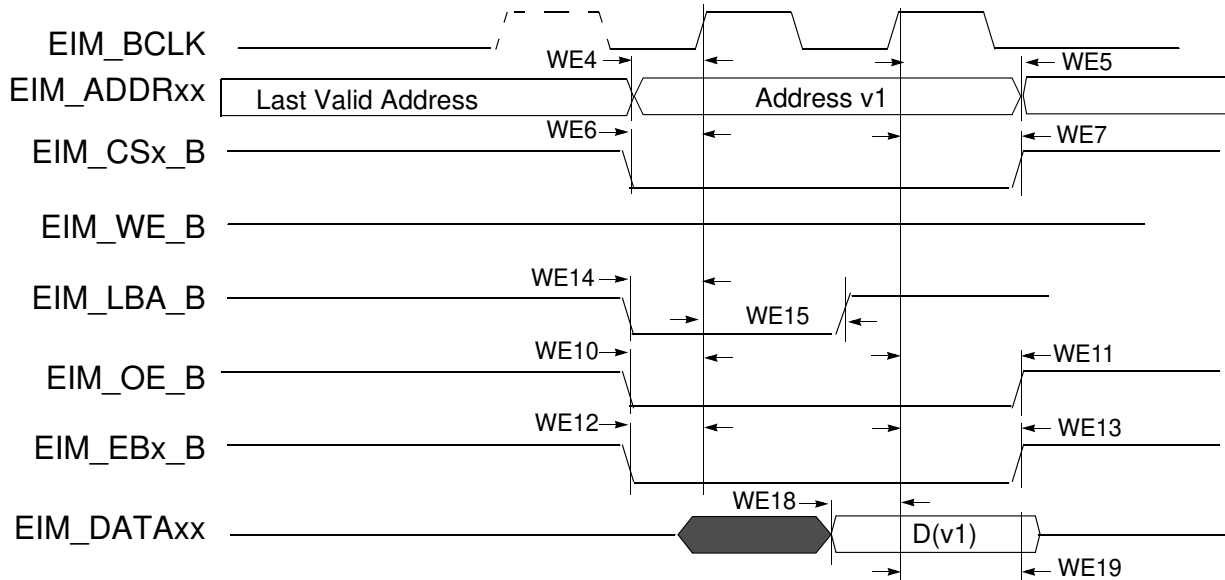 EIM_BCLK
WE4
WE5
EIM_ADDRxx
Last Valid Address
Address v1
WE6
WE7
EIM_CSx_B
EIM_WE_B
WE14
EIM_LBA_B
WE15
WE10
WE11
EIM_OE_B
WE12
WE13
EIM_EBx_B
WE18
EIM_DATAxx
D(v1)
WE19